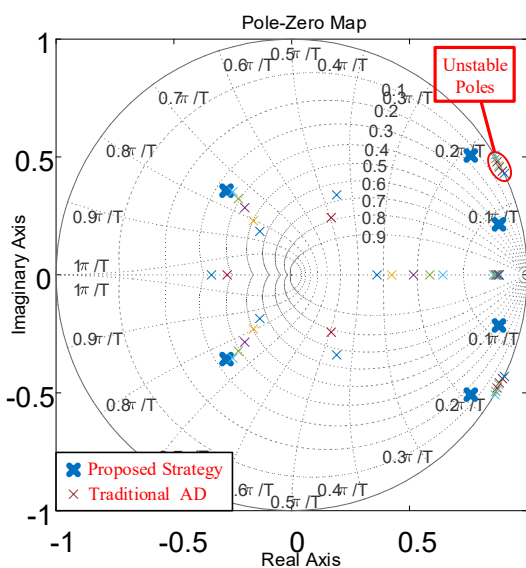 Pole-Zero Map
1
0.5π/T
0.6π/T
0.4π/T
0.7π/T
0.3π/T
0.1
0.2
0.3
0.4
0.5
0.6
0.7
0.8
0.9
Unstable
Poles
0.8π/T
0.2π/T
0.5
0.9π/T
0.1π/T
1π/T
0
1π/T
0.9π/T
0.1π/T
0.8π/T
0.2π/T
-0.5
0.3π/T
Proposed Strategy
Traditional AD
0.6π/T
0.4π/T
0.5π/T
-1
-1
-0.5
0
0.5
Real Axis
Imaginary Axis